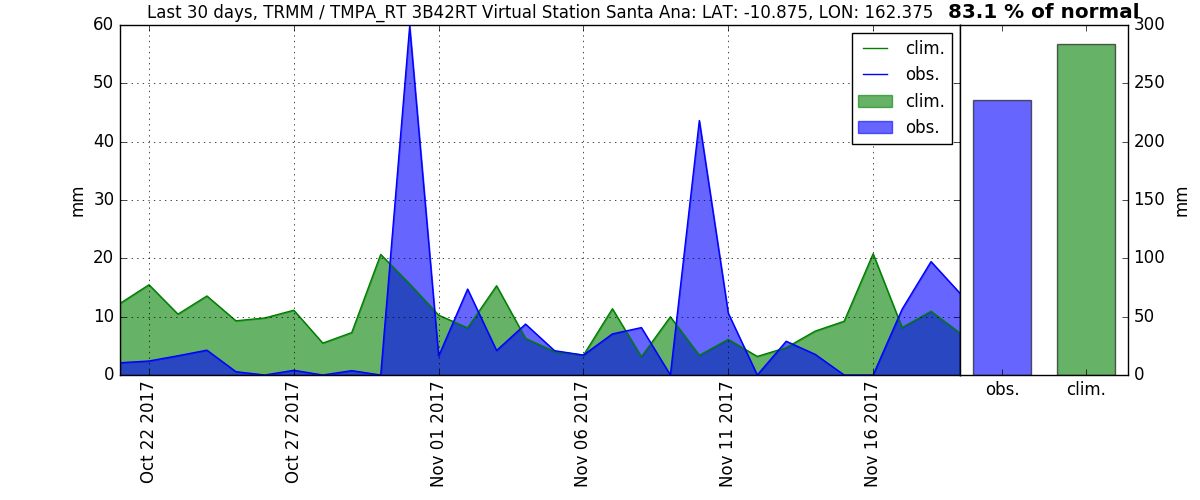 Last 30 days, TRMM / TMPA_RT 3B42RT Virtual Station Santa Ana: LAT: -10.875, LON: 162.375
83.1 % of normal
60
50
40
30
20
10
0
mm
clim.
obs.
clim.
obs.
Oct 22 2017
Oct 27 2017
Nov 01 2017
Nov 06 2017
Nov 11 2017
Nov 16 2017
300
250
200
150
100
50
0
mm
obs.
clim.